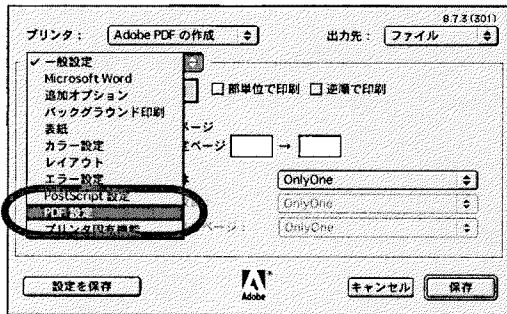 8.7.3 (301)
プリンタ： Adobe PDF の作成 出力先： ファイル
✓ 一般設定
Microsoft Word
追加オプション
バックグラウンド印刷
表紙
カラー設定
レイアウト
エラー設定
PostScript 設定
PDF 設定
プリンタ固有機能
部単位で印刷 逆順で印刷
ページ
ページ →
OnlyOne
OnlyOne
ページ： OnlyOne
設定を保存 Adobe キャンセル 保存